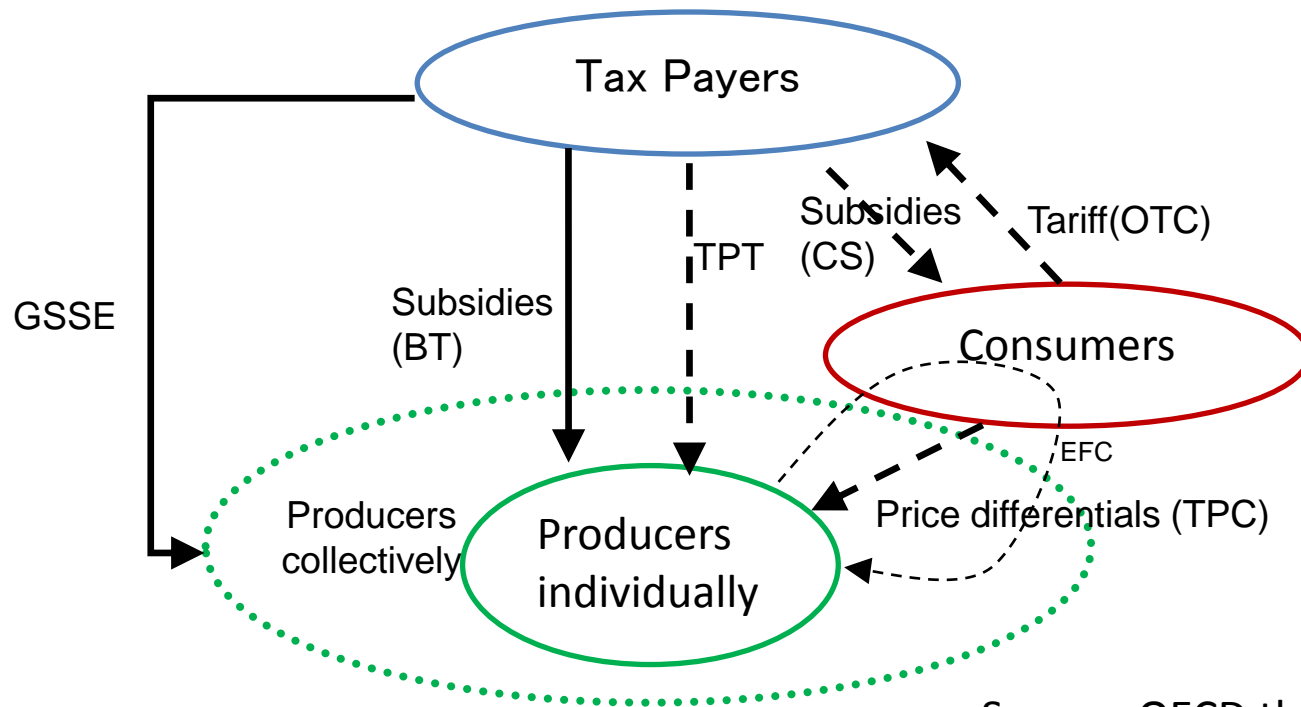 Tax Payers
Subsidies
(CS)
Tariff(OTC)
TPT
GSSE
Subsidies
(BT)
Consumers
EFC
Producers
collectively
Producers
individually
Price differentials (TPC)